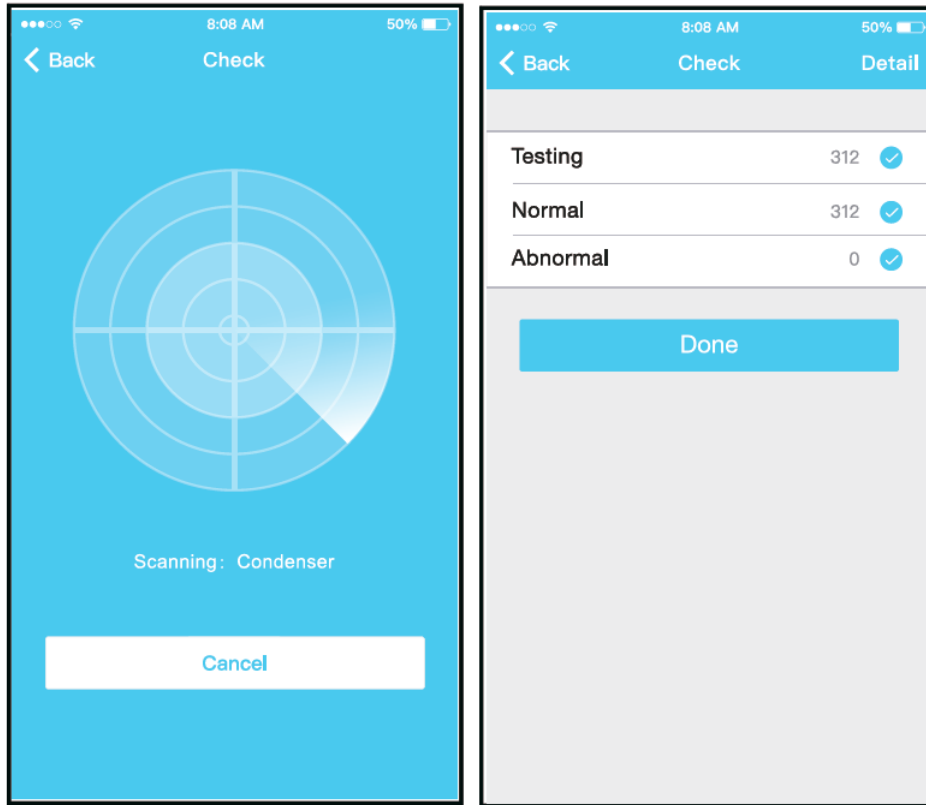 8:08 AM 50%
Back Check
Scanning: Condenser
Cancel
8:08 AM 50%
Back Check Detail
Testing 312
Normal 312
Abnormal 0
Done